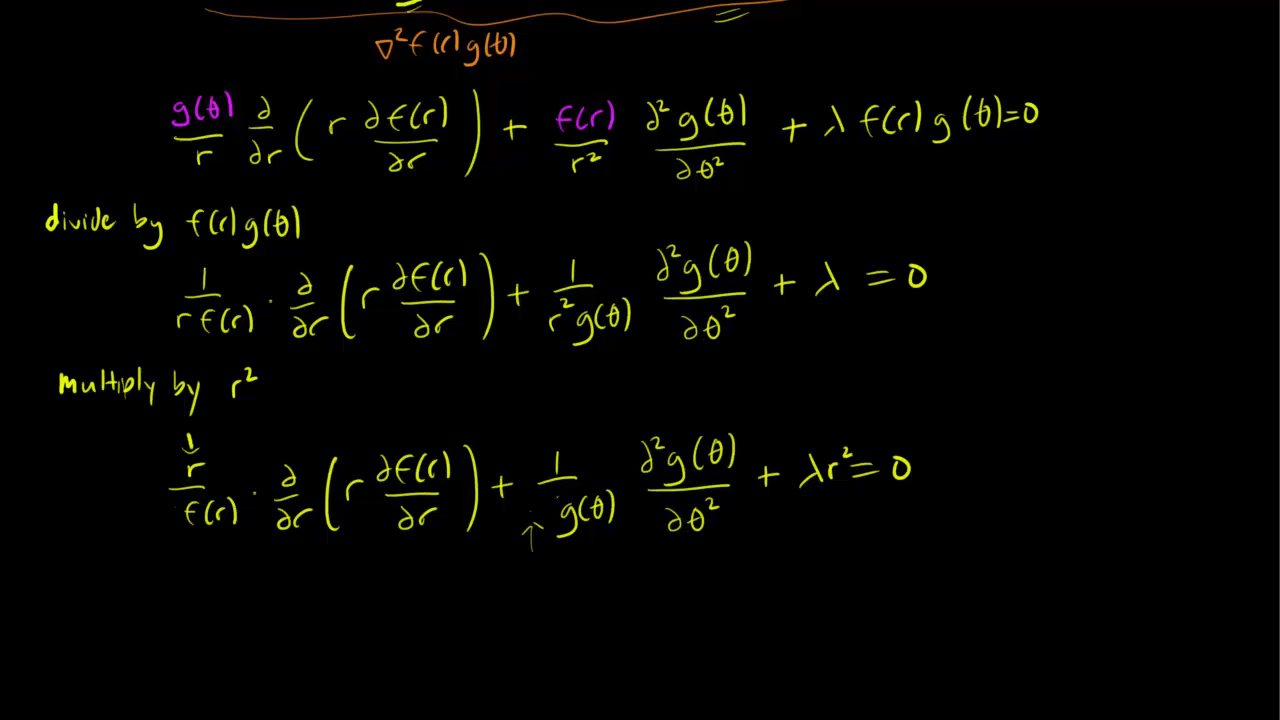 ∇²f(r)g(θ)
g(θ)/r ∂/∂r (r ∂f(r)/∂r) + f(r)/r² ∂²g(θ)/∂θ² + λ f(r) g(θ)=0
divide by f(r)g(θ)
1/(r f(r)) · ∂/∂r (r ∂f(r)/∂r) + 1/(r² g(θ)) ∂²g(θ)/∂θ² + λ = 0
multiply by r²
↓
r/f(r) · ∂/∂r (r ∂f(r)/∂r) + 1/g(θ) ∂²g(θ)/∂θ² + λr² = 0
↑